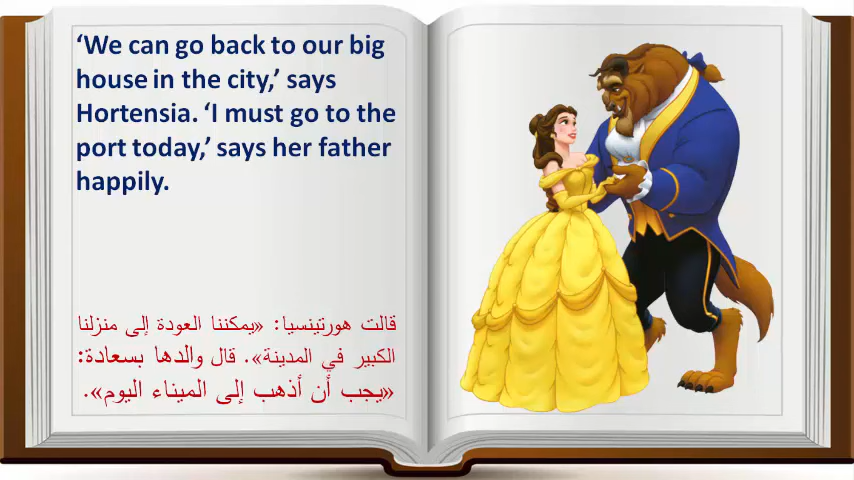 ‘We can go back to our big
house in the city,’ says
Hortensia. ‘I must go to the
port today,’ says her father
happily.
قالت هورتينسيا: «يمكننا العودة إلى منزلنا
الكبير في المدينة». قال والدها بسعادة:
«يجب أن أذهب إلى الميناء اليوم».